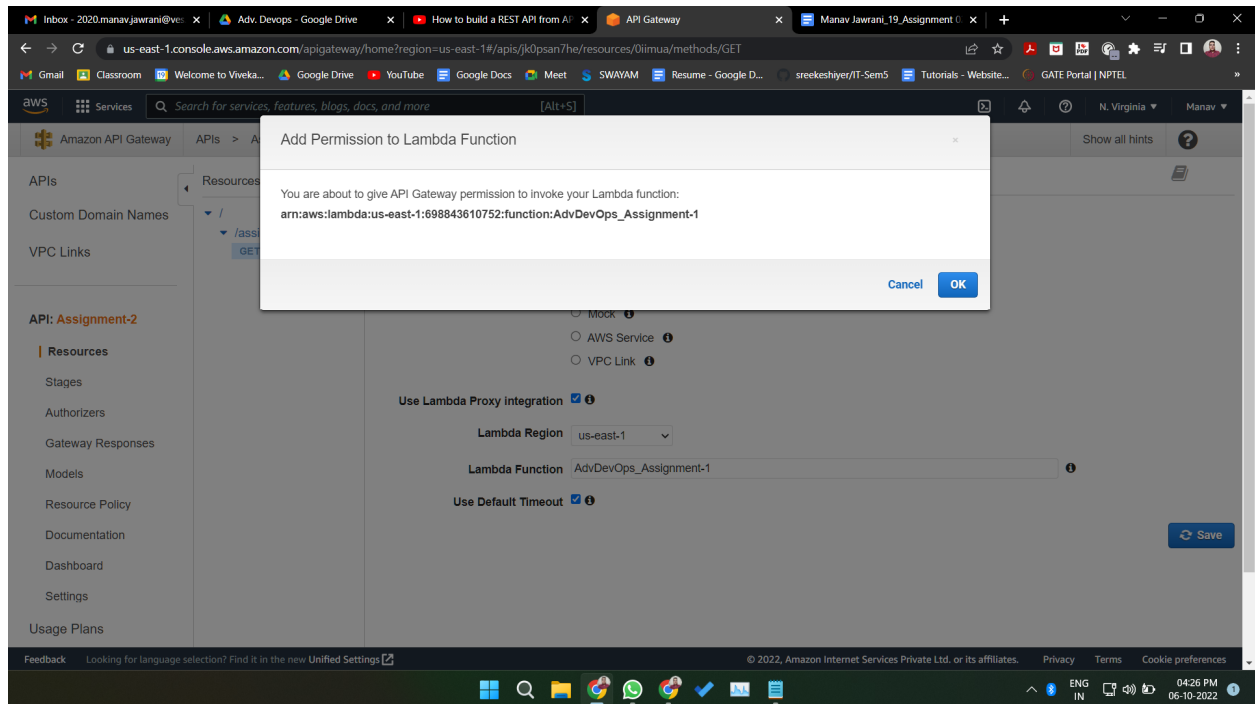 Inbox - 2020.manav.jawrani@ves
Adv. Devops - Google Drive
How to build a REST API from AP
API Gateway
Manav Jawrani_19_Assignment 0
us-east-1.console.aws.amazon.com/apigateway/home?region=us-east-1#/apis/jk0psan7he/resources/0iimua/methods/GET
Gmail
Classroom
Welcome to Viveka...
Google Drive
YouTube
Google Docs
Meet
SWAYAM
Resume - Google D...
sreekeshiyer/IT-Sem5
Tutorials - Website...
GATE Portal | NPTEL
»
aws
Services
Search for services, features, blogs, docs, and more
[Alt+S]
N. Virginia
Manav
Amazon API Gateway
APIs > A
Show all hints
Add Permission to Lambda Function
You are about to give API Gateway permission to invoke your Lambda function:
arn:aws:lambda:us-east-1:698843610752:function:AdvDevOps_Assignment-1
Cancel
OK
APIs
Custom Domain Names
VPC Links
API: Assignment-2
Resources
Stages
Authorizers
Gateway Responses
Models
Resource Policy
Documentation
Dashboard
Settings
Usage Plans
Resources
/
/assi
GET
Mock
AWS Service
VPC Link
Use Lambda Proxy integration
Lambda Region us-east-1
Lambda Function AdvDevOps_Assignment-1
Use Default Timeout
Save
Feedback
Looking for language selection? Find it in the new Unified Settings
© 2022, Amazon Internet Services Private Ltd. or its affiliates.
Privacy
Terms
Cookie preferences
ENG
IN
04:26 PM
06-10-2022
1